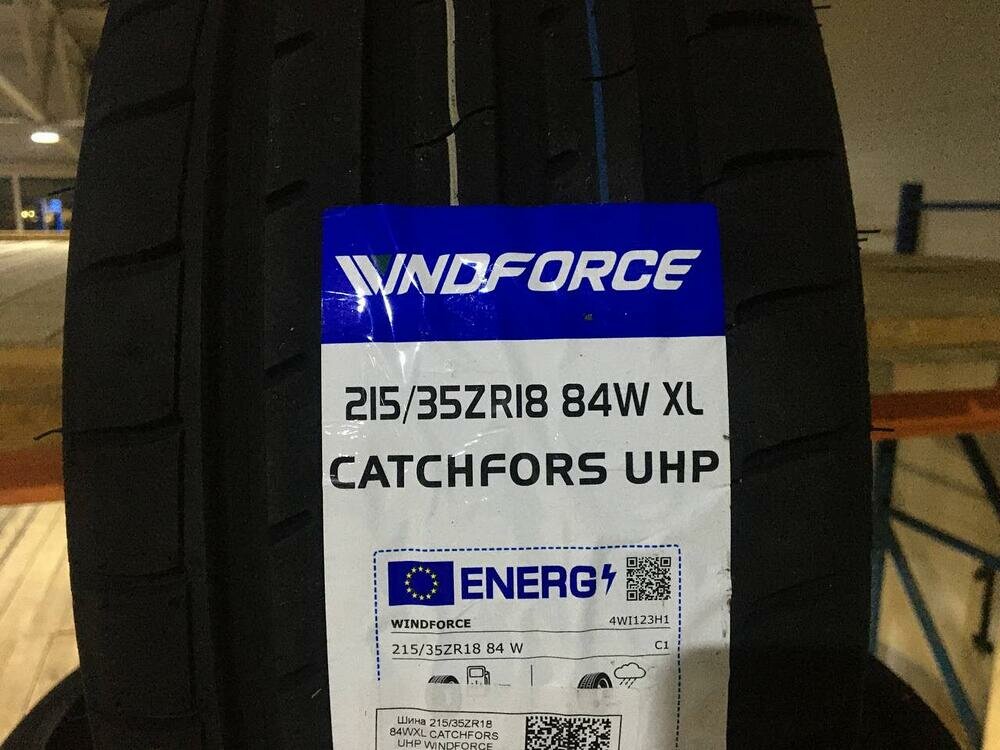 WINDFORCE
215/35ZR18 84W XL
CATCHFORS UHP
ENERG
WINDFORCE 4WI123H1
215/35ZR18 84 W C1
Шина 215/35ZR18
84WXL CATCHFORS
UHP WINDFORCE